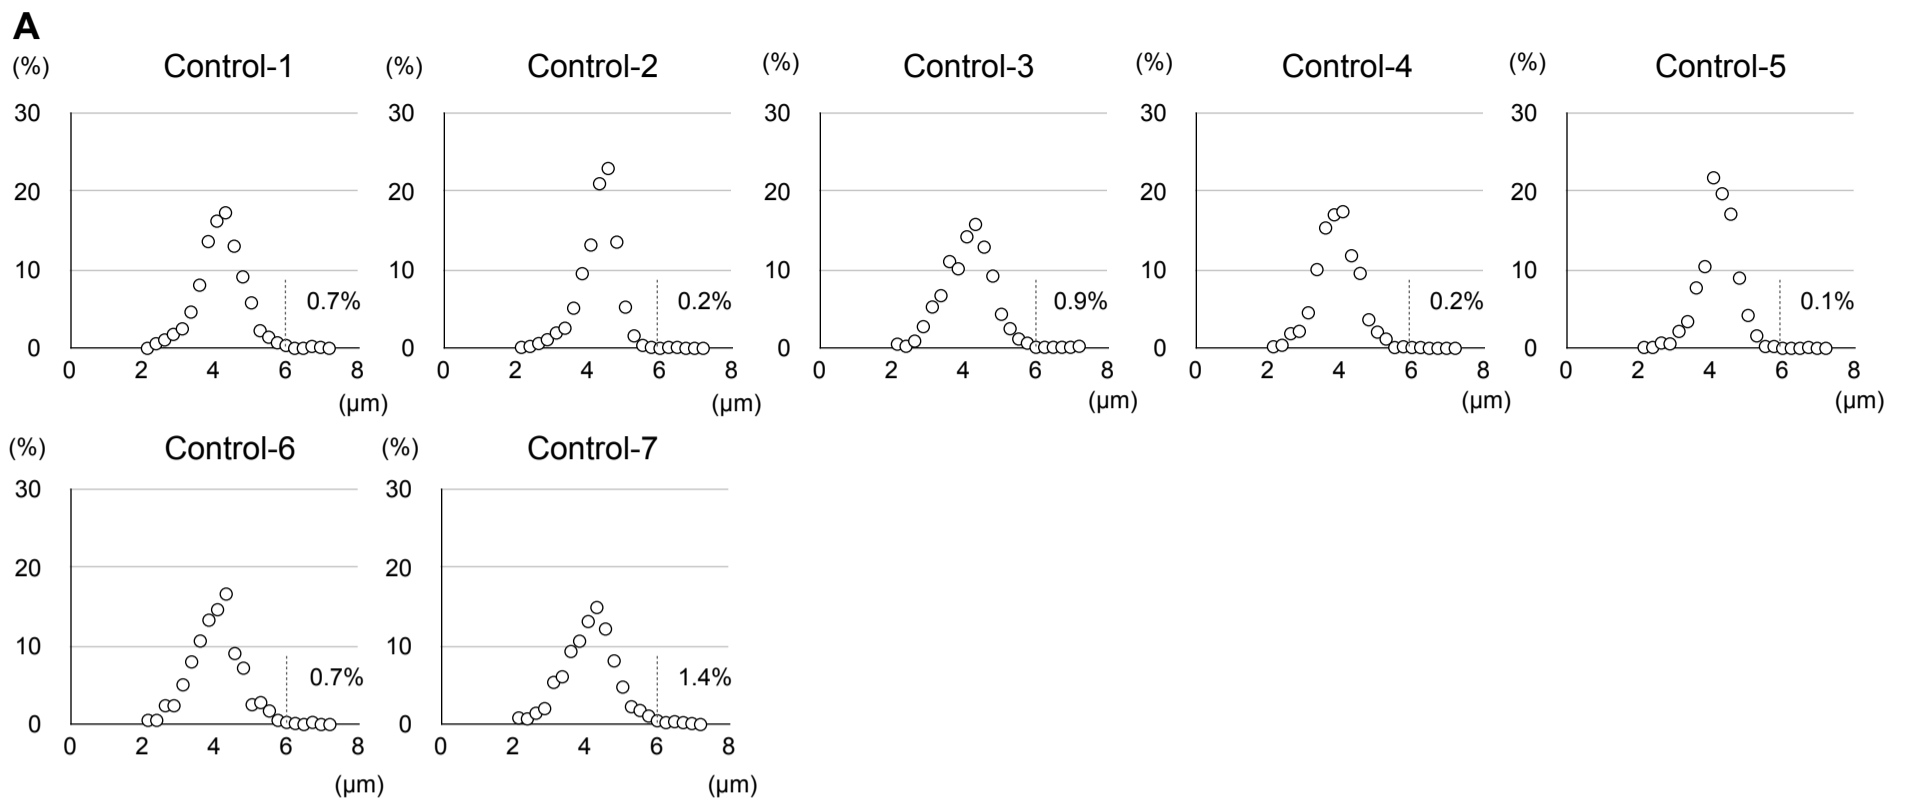 A
(%) Control-1 (%) Control-2 (%) Control-3 (%) Control-4 (%) Control-5
30 30 30 30 30
20 20 20 20 20
10 10 10 10 10
0.7% 0.2% 0.9% 0.2% 0.1%
0 0 0 0 0
0 2 4 6 8 0 2 4 6 8 0 2 4 6 8 0 2 4 6 8 0 2 4 6 8
(µm) (µm) (µm) (µm) (µm)
(%) Control-6 (%) Control-7
30 30
20 20
10 10
0.7% 1.4%
0 0
0 2 4 6 8 0 2 4 6 8
(µm) (µm)